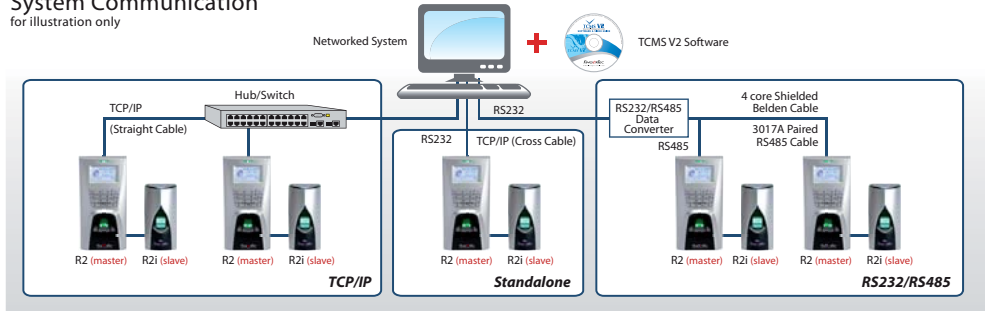 System Communication
for illustration only
Networked System
TCMS V2 Software
TCP/IP
(Straight Cable)
Hub/Switch
RS232
TCP/IP (Cross Cable)
RS232
RS232/RS485
Data
Converter
RS485
4 core Shielded
Belden Cable
3017A Paired
RS485 Cable
R2 (master)
R2i (slave)
R2 (master)
R2i (slave)
R2 (master)
R2i (slave)
R2 (master)
R2i (slave)
R2 (master)
R2i (slave)
TCP/IP
Standalone
RS232/RS485